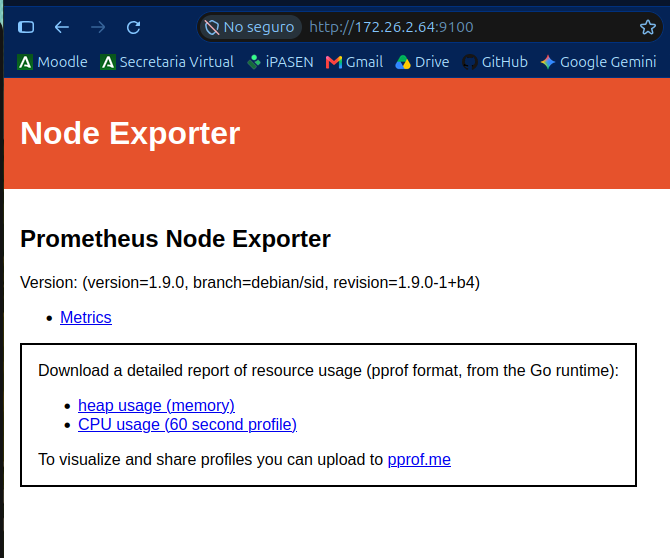 No seguro http://172.26.2.64:9100
Moodle Secretaria Virtual iPASEN Gmail Drive GitHub Google Gemini
Node Exporter
Prometheus Node Exporter
Version: (version=1.9.0, branch=debian/sid, revision=1.9.0-1+b4)
Metrics
Download a detailed report of resource usage (pprof format, from the Go runtime):
heap usage (memory)
CPU usage (60 second profile)
To visualize and share profiles you can upload to pprof.me